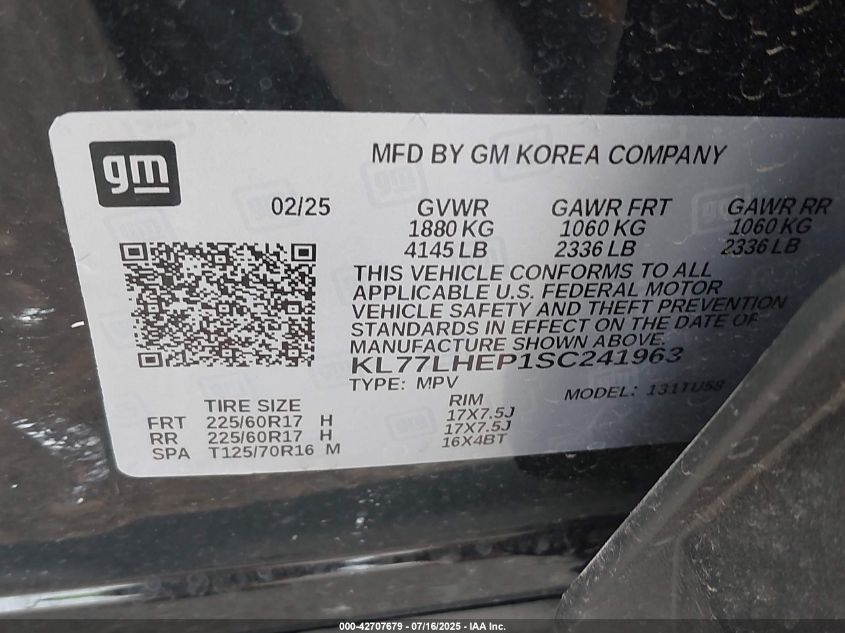 gm
MFD BY GM KOREA COMPANY
02/25
GVWR GAWR FRT GAWR RR
1880 KG 1060 KG 1060 KG
4145 LB 2336 LB 2336 LB
THIS VEHICLE CONFORMS TO ALL
APPLICABLE U.S. FEDERAL MOTOR
VEHICLE SAFETY AND THEFT PREVENTION
STANDARDS IN EFFECT ON THE DATE OF
MANUFACTURE SHOWN ABOVE.
KL77LHEP1SC241963
TYPE: MPV MODEL: 131TU58
TIRE SIZE RIM
FRT 225/60R17 H 17X7.5J
RR 225/60R17 H 17X7.5J
SPA T125/70R16 M 16X4BT
000-42707679 - 07/16/2025 - IAA Inc.